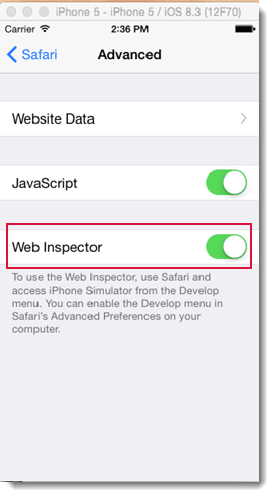 iPhone 5 - iPhone 5 / iOS 8.3 (12F70)
Carrier 2:36 PM
Safari Advanced
Website Data
JavaScript
Web Inspector
To use the Web Inspector, use Safari and
access iPhone Simulator from the Develop
menu. You can enable the Develop menu in
Safari's Advanced Preferences on your
computer.